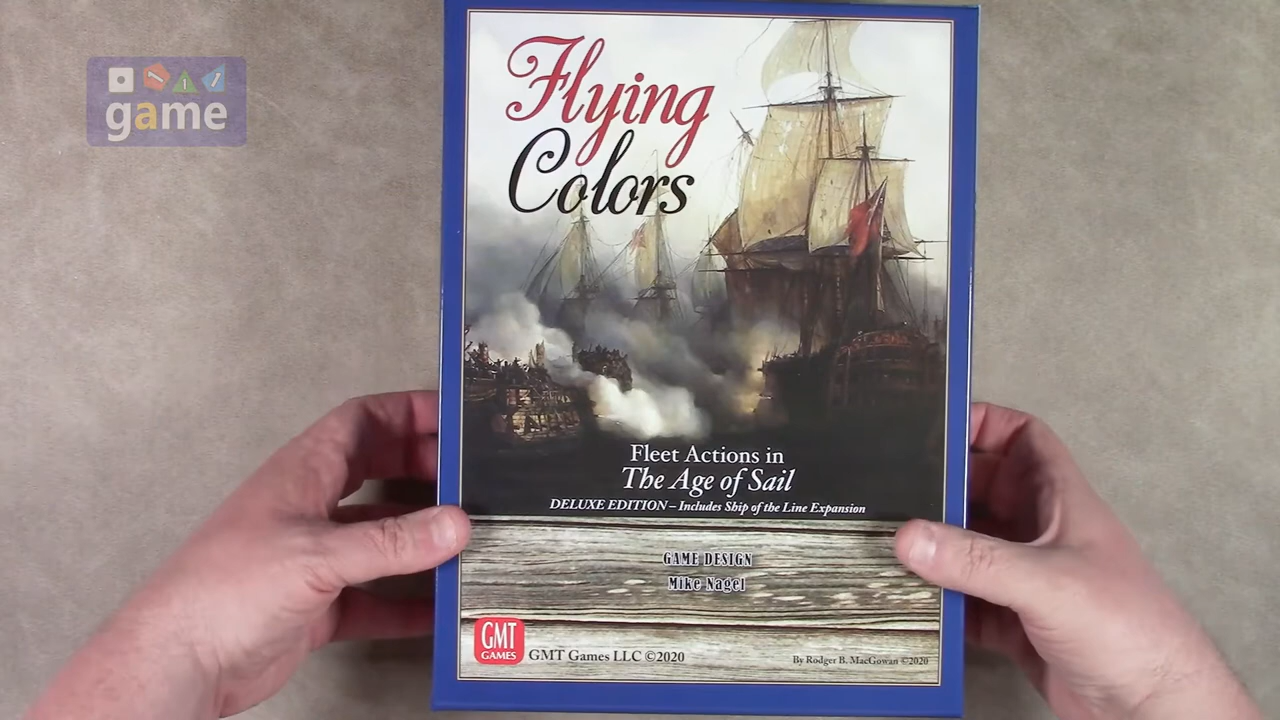 game
Flying
Colors
Fleet Actions in
The Age of Sail
DELUXE EDITION – Includes Ship of the Line Expansion
GAME DESIGN
Mike Nagel
GMT
GAMES
GMT Games LLC ©2020
By Rodger B. MacGowan ©2020